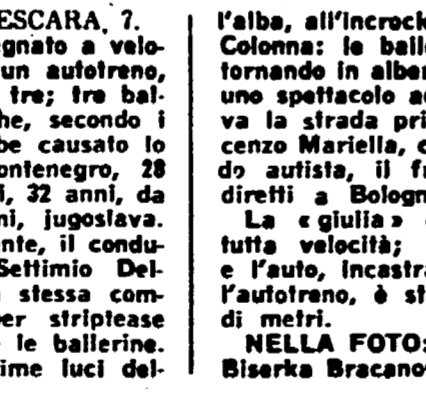 ESCARA, 7.
gnato a velo-
un autotreno,
tre; tre bal-
he, secondo i
be causato lo
ontenegro, 28
i, 32 anni, da
ni, jugoslava.
nte, il condu-
Settimio Del-
stessa com-
er striptease
le ballerine.
ime luci del-
l'alba, all'incrock
Colonna: le balle
tornando in alber
uno spettacolo a
va la strada pri
cenzo Mariella, c
do autista, il f
diretti a Bologn
La « giulia »
tutta velocità;
e l'auto, incastra
l'autotreno, è st
di metri.
NELLA FOTO:
Biserka Bracano